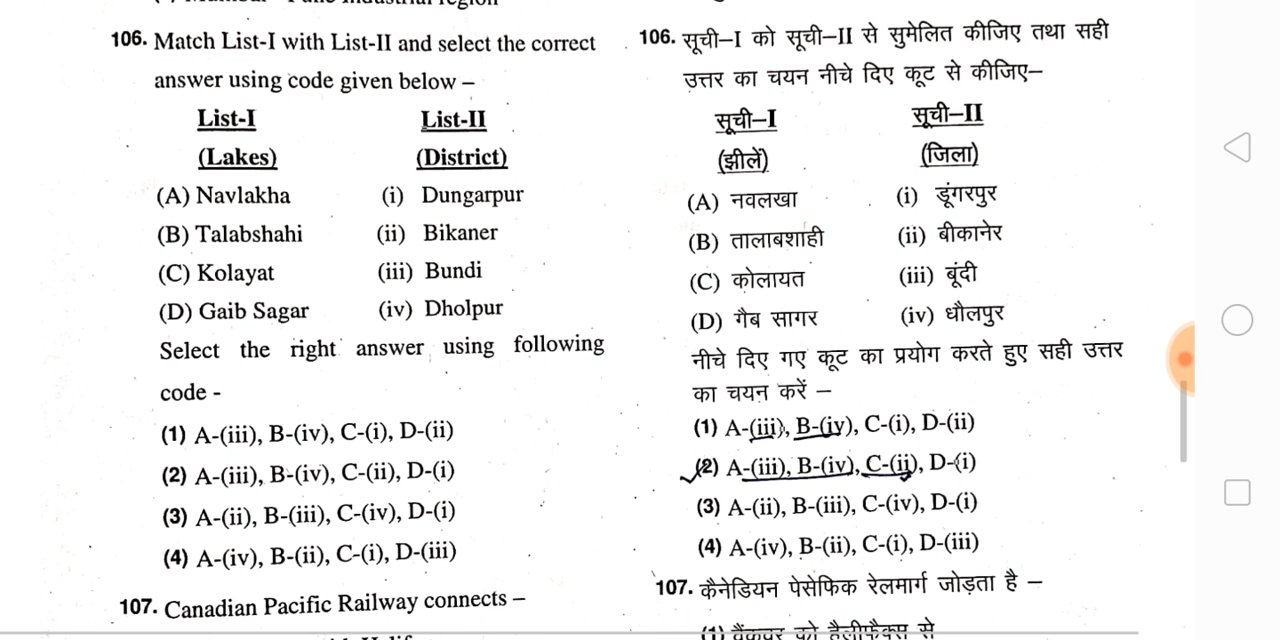 106. Match List-I with List-II and select the correct
answer using code given below –
List-I List-II
(Lakes) (District)
(A) Navlakha (i) Dungarpur
(B) Talabshahi (ii) Bikaner
(C) Kolayat (iii) Bundi
(D) Gaib Sagar (iv) Dholpur
Select the right answer using following
code -
(1) A-(iii), B-(iv), C-(i), D-(ii)
(2) A-(iii), B-(iv), C-(ii), D-(i)
(3) A-(ii), B-(iii), C-(iv), D-(i)
(4) A-(iv), B-(ii), C-(i), D-(iii)
107. Canadian Pacific Railway connects –
106. सूची–I को सूची–II से सुमेलित कीजिए तथा सही
उत्तर का चयन नीचे दिए कूट से कीजिए–
सूची–I सूची–II
(झीलें) (जिला)
(A) नवलखा (i) डूंगरपुर
(B) तालाबशाही (ii) बीकानेर
(C) कोलायत (iii) बूंदी
(D) गैब सागर (iv) धौलपुर
नीचे दिए गए कूट का प्रयोग करते हुए सही उत्तर
का चयन करें –
(1) A-(iii), B-(iv), C-(i), D-(ii)
(2) A-(iii), B-(iv), C-(ii), D-(i)
(3) A-(ii), B-(iii), C-(iv), D-(i)
(4) A-(iv), B-(ii), C-(i), D-(iii)
107. कैनेडियन पेसेफिक रेलमार्ग जोड़ता है –
(1) वैंकूवर को हैलीफैक्स से